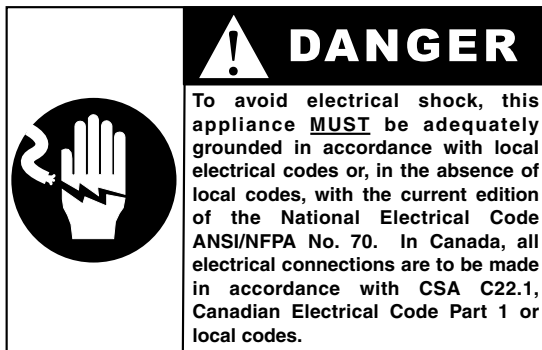 DANGER
To avoid electrical shock, this
appliance MUST be adequately
grounded in accordance with local
electrical codes or, in the absence of
local codes, with the current edition
of the National Electrical Code
ANSI/NFPA No. 70. In Canada, all
electrical connections are to be made
in accordance with CSA C22.1,
Canadian Electrical Code Part 1 or
local codes.